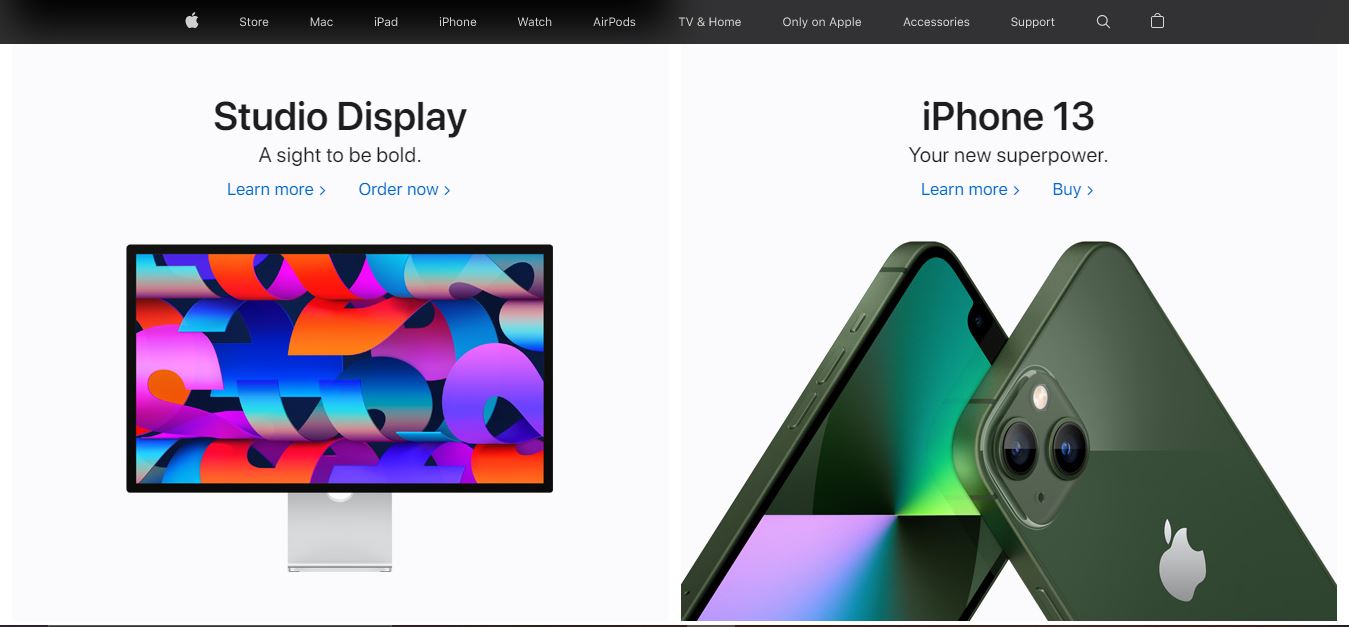 Store Mac iPad iPhone Watch AirPods TV & Home Only on Apple Accessories Support
Studio Display
A sight to be bold.
Learn more > Order now >
iPhone 13
Your new superpower.
Learn more > Buy >